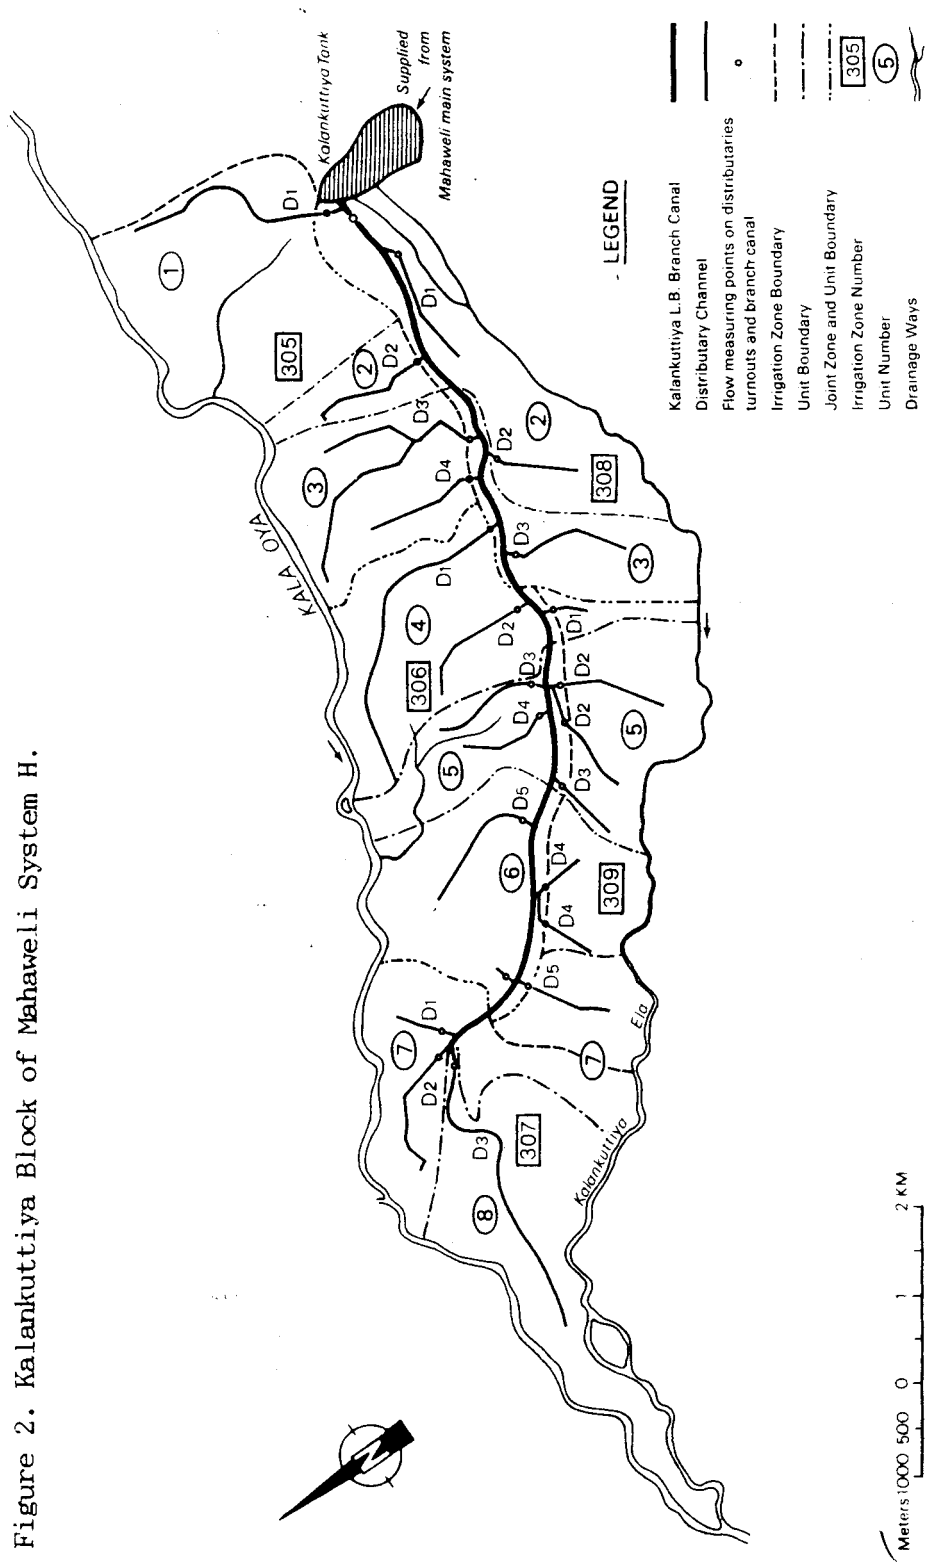 Figure 2. Kalankuttiya Block of Mahaweli System H.
Kalankuttiya Tank
Supplied
from
Mahaweli main system
KALA OYA
D1
1
305
D1
2
D2
D3
3
D4
D2
2
308
D3
3
D1
4
306
D2
D3
D4
5
D5
6
D1
D2
D2
5
D3
D4
309
D4
D5
D1
7
D2
D3
307
7
8
Kalankuttiya
Ela
LEGEND
Kalankuttiya L.B. Branch Canal
Distributary Channel
Flow measuring points on distributaries
turnouts and branch canal
Irrigation Zone Boundary
Unit Boundary
Joint Zone and Unit Boundary
Irrigation Zone Number
305
Unit Number
5
Drainage Ways
Meters 1000 500 0 1 2 KM